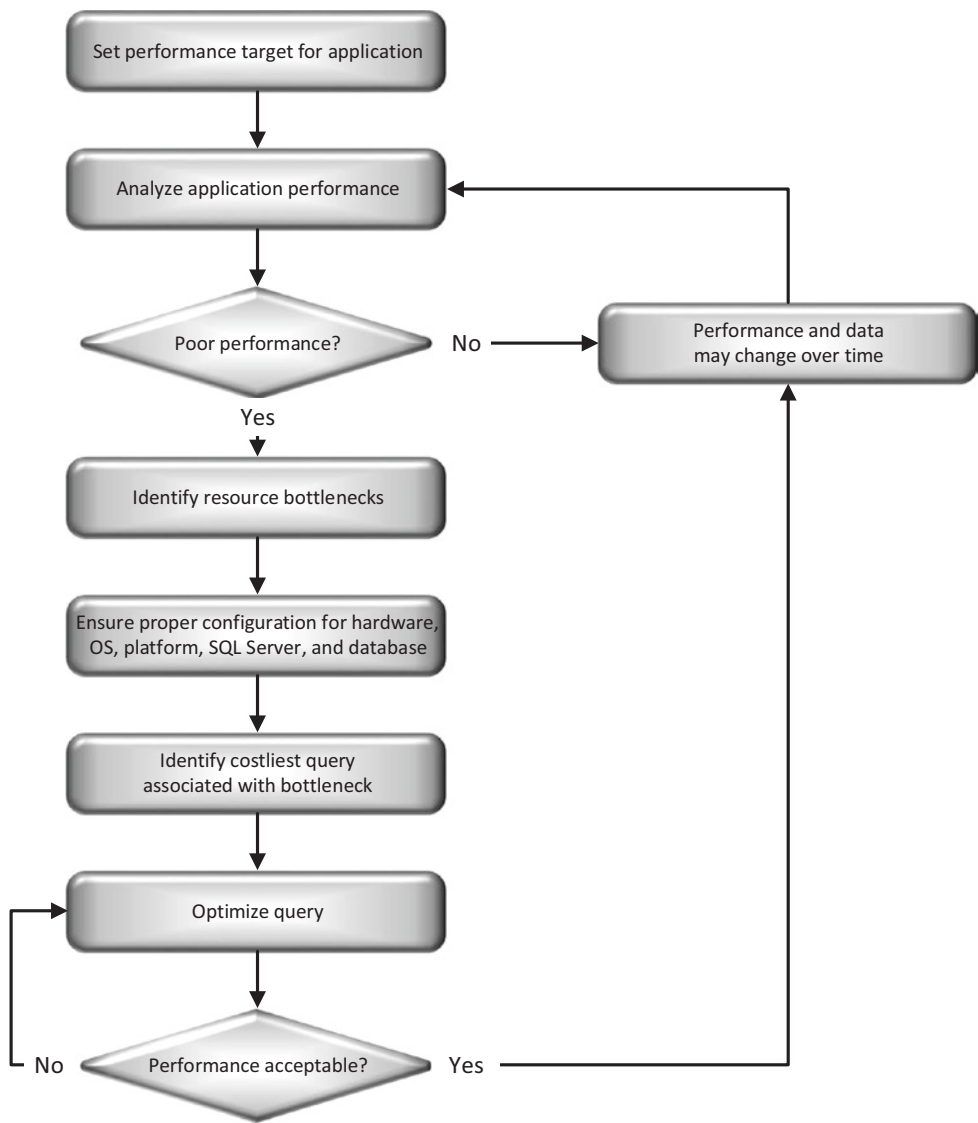 Set performance target for application
Analyze application performance
Poor performance?
No
Performance and data
may change over time
Yes
Identify resource bottlenecks
Ensure proper configuration for hardware,
OS, platform, SQL Server, and database
Identify costliest query
associated with bottleneck
Optimize query
No
Performance acceptable?
Yes